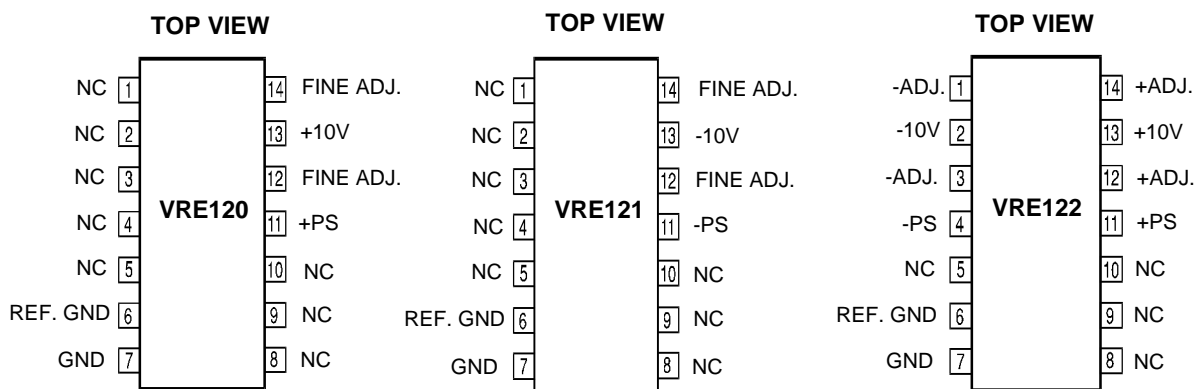 TOP VIEW
NC 1 14 FINE ADJ.
NC 2 13 +10V
NC 3 12 FINE ADJ.
VRE120
NC 4 11 +PS
NC 5 10 NC
REF. GND 6 9 NC
GND 7 8 NC
TOP VIEW
NC 1 14 FINE ADJ.
NC 2 13 -10V
NC 3 12 FINE ADJ.
VRE121
NC 4 11 -PS
NC 5 10 NC
REF. GND 6 9 NC
GND 7 8 NC
TOP VIEW
-ADJ. 1 14 +ADJ.
-10V 2 13 +10V
-ADJ. 3 12 +ADJ.
VRE122
-PS 4 11 +PS
NC 5 10 NC
REF. GND 6 9 NC
GND 7 8 NC